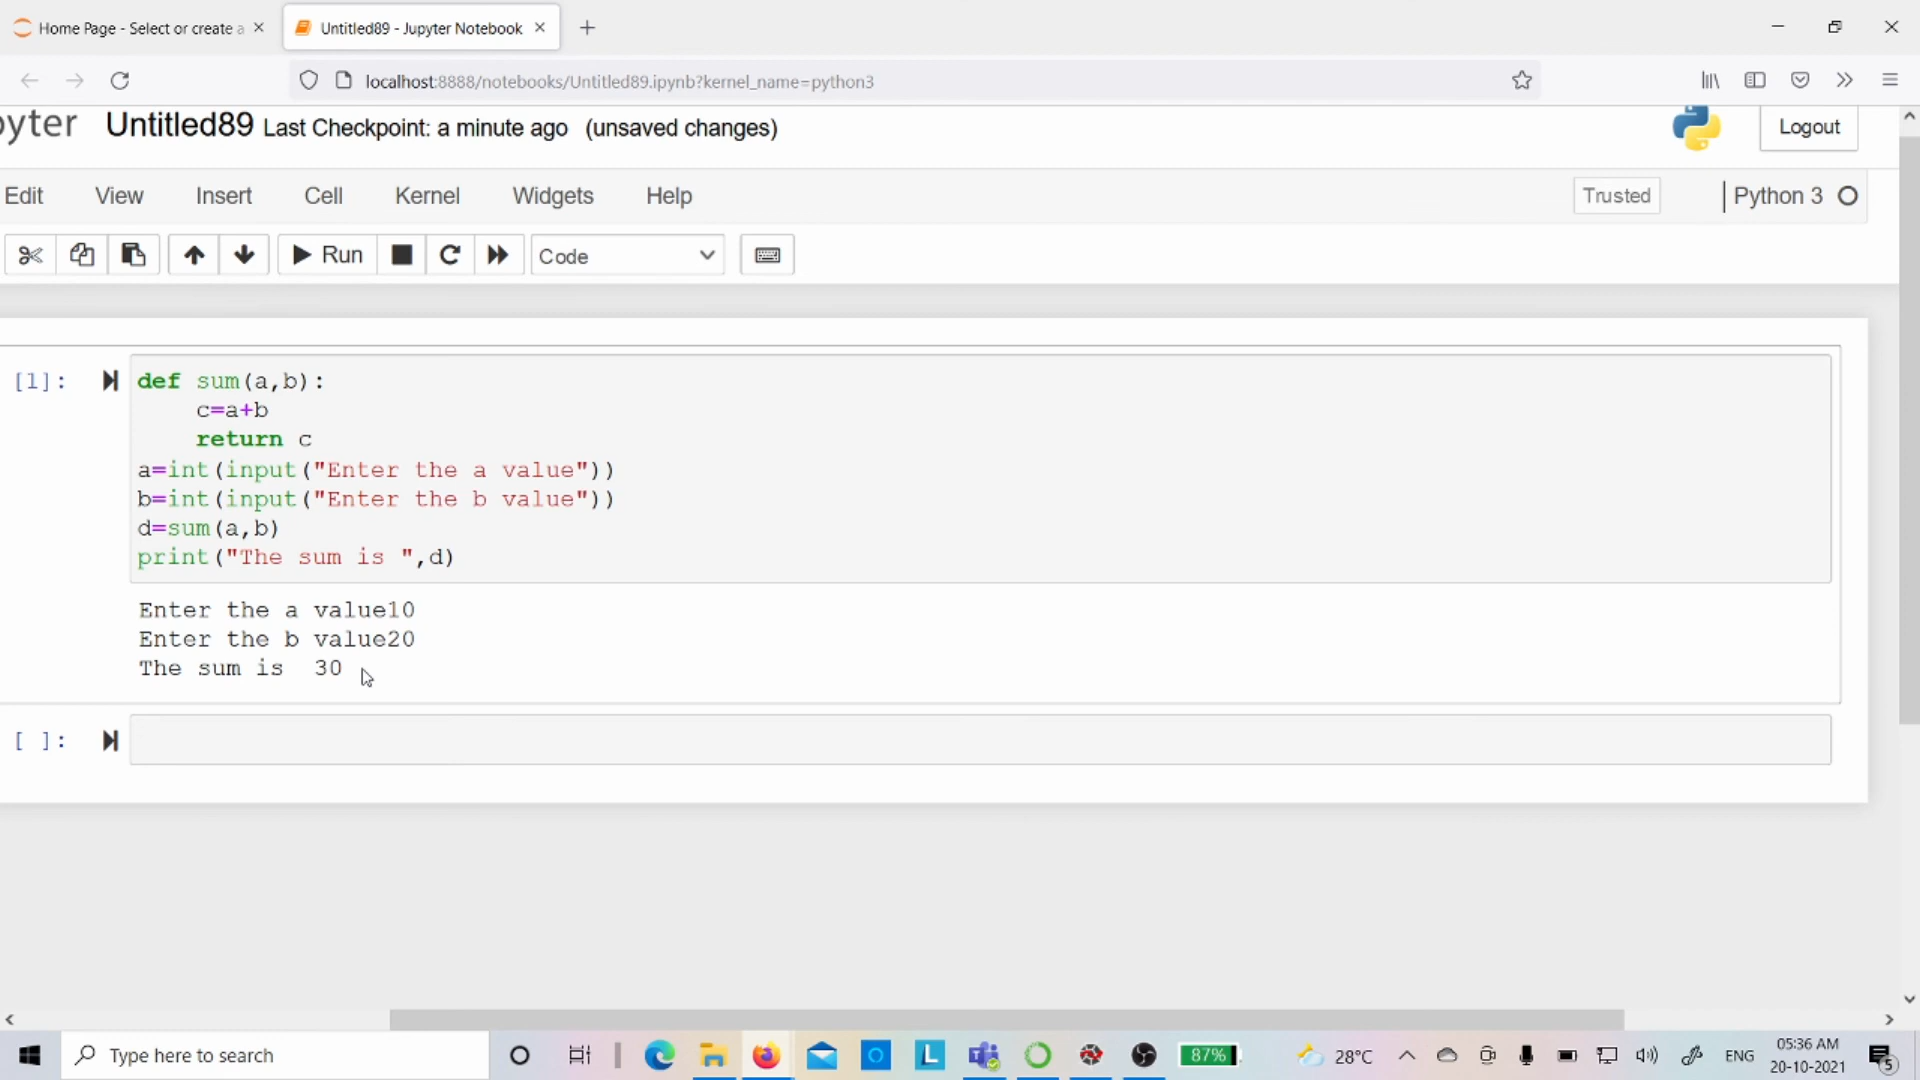 Home Page - Select or create a
Untitled89 - Jupyter Notebook
localhost:8888/notebooks/Untitled89.ipynb?kernel_name=python3
pyter Untitled89 Last Checkpoint: a minute ago (unsaved changes)
Logout
Edit View Insert Cell Kernel Widgets Help
Trusted
Python 3
Run
Code
[1]:
def sum(a,b):
    c=a+b
    return c
a=int(input("Enter the a value"))
b=int(input("Enter the b value"))
d=sum(a,b)
print("The sum is ",d)
Enter the a value10
Enter the b value20
The sum is  30
[ ]:
Type here to search
L
87%
28°C
ENG
05:36 AM
20-10-2021
5